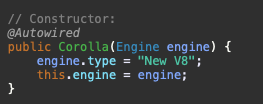 // Constructor:
@Autowired
public Corolla(Engine engine) {
    engine.type = "New V8";
    this.engine = engine;
}